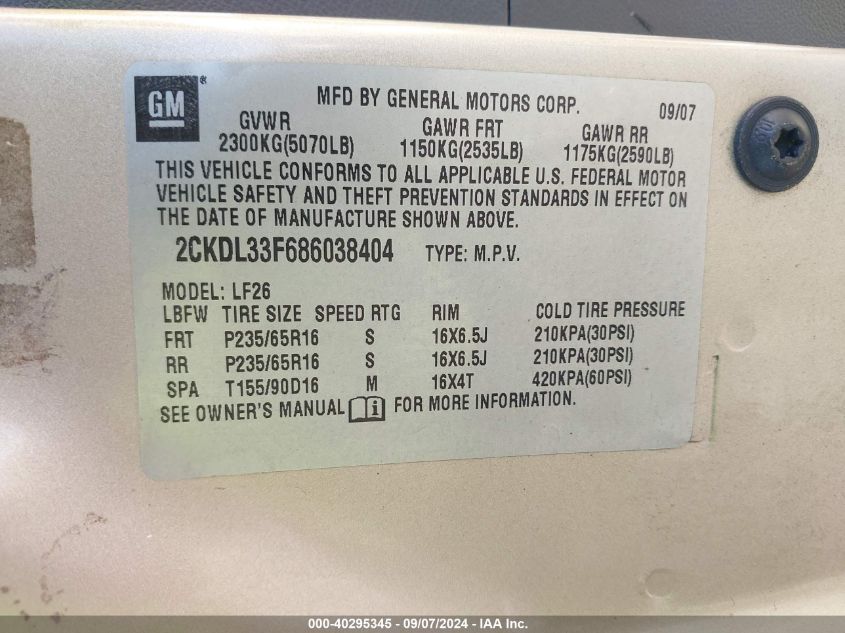 GM ®
MFD BY GENERAL MOTORS CORP. 09/07
GVWR GAWR FRT GAWR RR
2300KG(5070LB) 1150KG(2535LB) 1175KG(2590LB)
THIS VEHICLE CONFORMS TO ALL APPLICABLE U.S. FEDERAL MOTOR
VEHICLE SAFETY AND THEFT PREVENTION STANDARDS IN EFFECT ON
THE DATE OF MANUFACTURE SHOWN ABOVE.
2CKDL33F686038404 TYPE: M.P.V.
MODEL: LF26
LBFW TIRE SIZE SPEED RTG RIM COLD TIRE PRESSURE
FRT P235/65R16 S 16X6.5J 210KPA(30PSI)
RR P235/65R16 S 16X6.5J 210KPA(30PSI)
SPA T155/90D16 M 16X4T 420KPA(60PSI)
SEE OWNER'S MANUAL i FOR MORE INFORMATION.
000-40295345 - 09/07/2024 - IAA Inc.